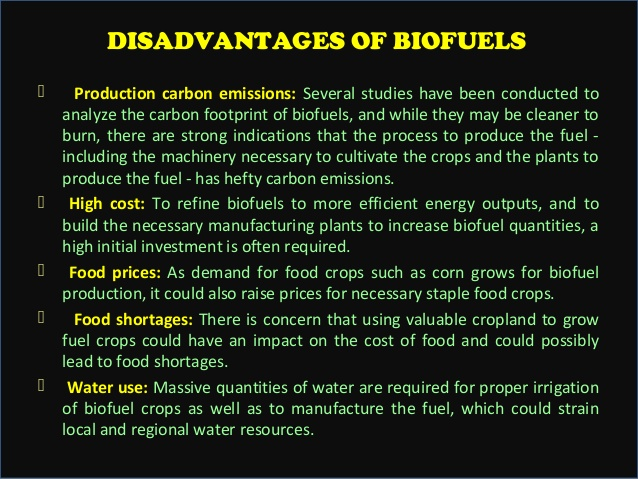 DISADVANTAGES OF BIOFUELS
Production carbon emissions: Several studies have been conducted to
analyze the carbon footprint of biofuels, and while they may be cleaner to
burn, there are strong indications that the process to produce the fuel -
including the machinery necessary to cultivate the crops and the plants to
produce the fuel - has hefty carbon emissions.
High cost: To refine biofuels to more efficient energy outputs, and to
build the necessary manufacturing plants to increase biofuel quantities, a
high initial investment is often required.
Food prices: As demand for food crops such as corn grows for biofuel
production, it could also raise prices for necessary staple food crops.
Food shortages: There is concern that using valuable cropland to grow
fuel crops could have an impact on the cost of food and could possibly
lead to food shortages.
Water use: Massive quantities of water are required for proper irrigation
of biofuel crops as well as to manufacture the fuel, which could strain
local and regional water resources.